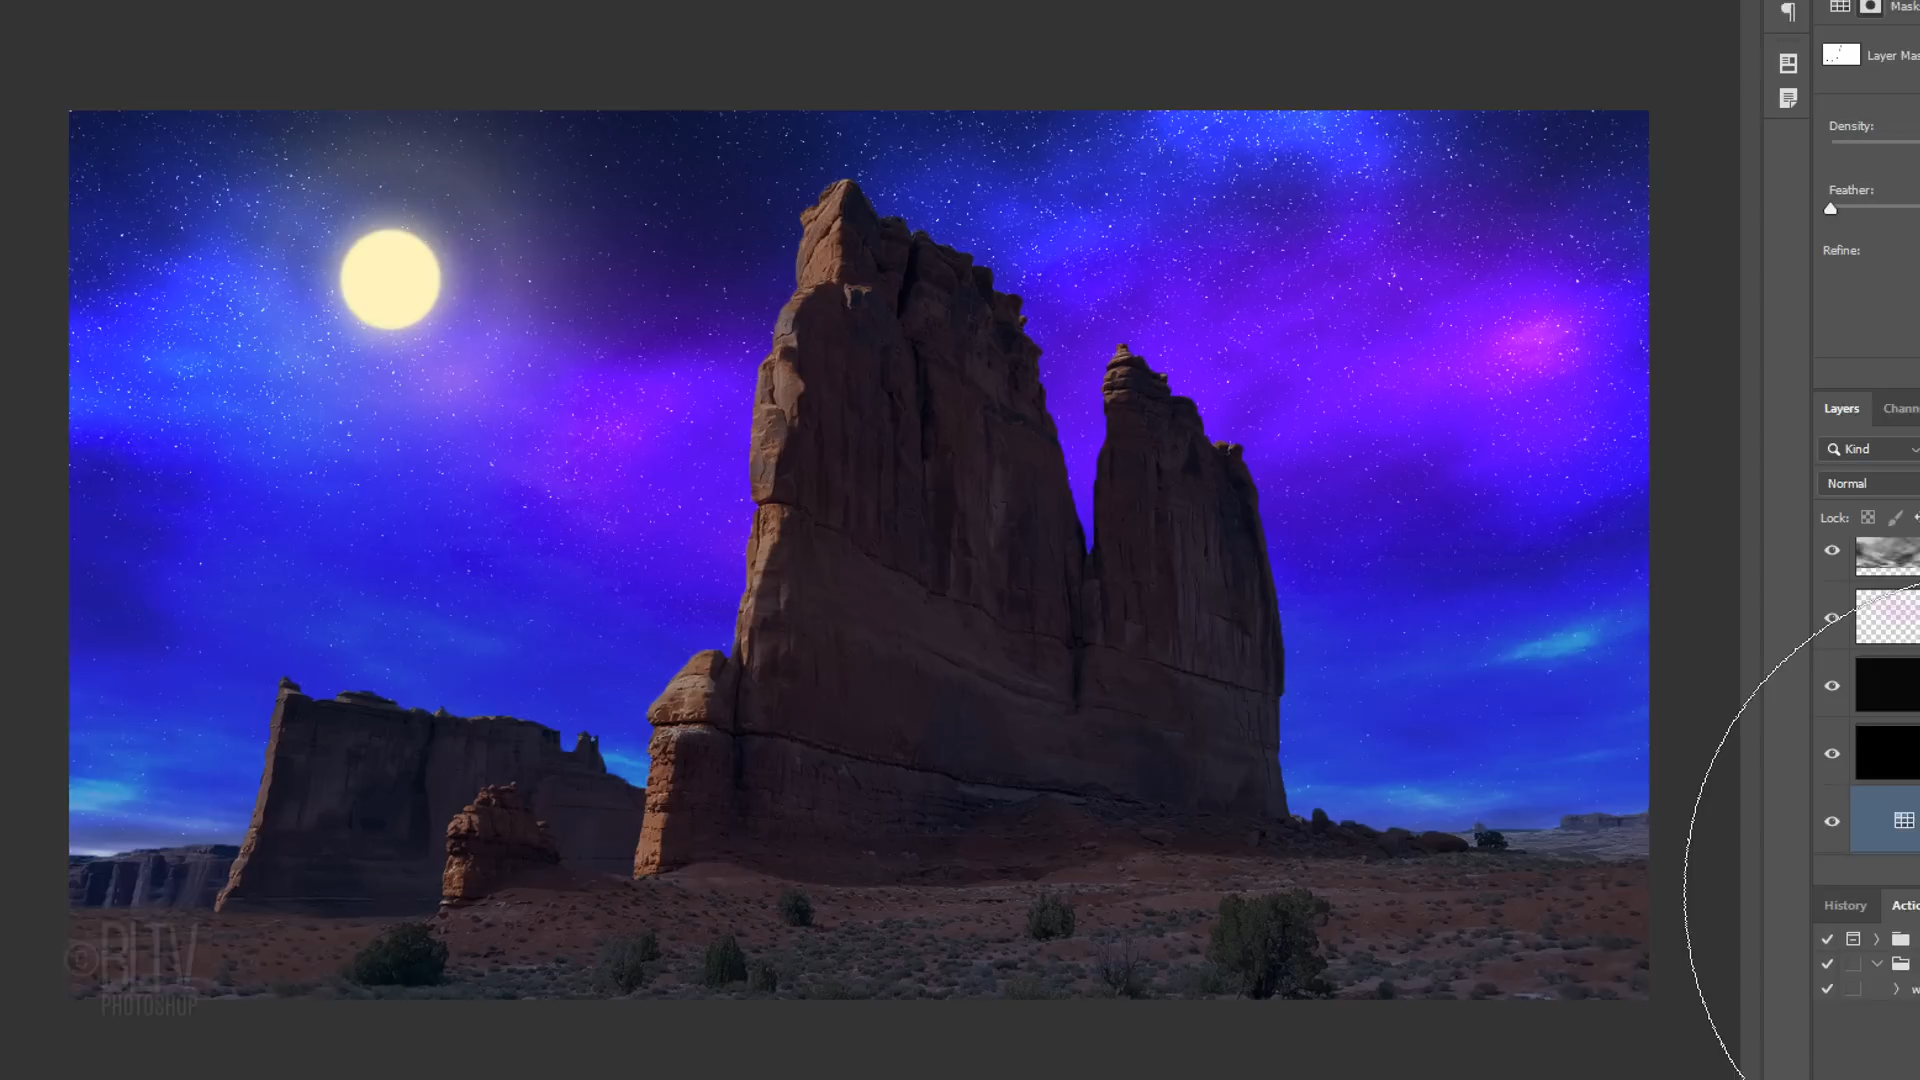 Mask
Layer Mas
Density:
Feather:
Refine:
Layers Chann
Kind
Normal
Lock:
History Actio
w
©BLTV
PHOTOSHOP